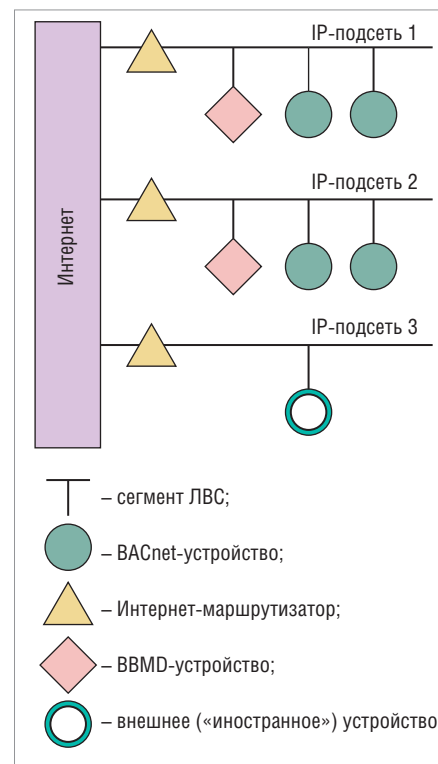 IP-подсеть 1
IP-подсеть 2
Интернет
IP-подсеть 3
– сегмент ЛВС;
– BACnet-устройство;
– Интернет-маршрутизатор;
– BBMD-устройство;
– внешнее («иностранное») устройство